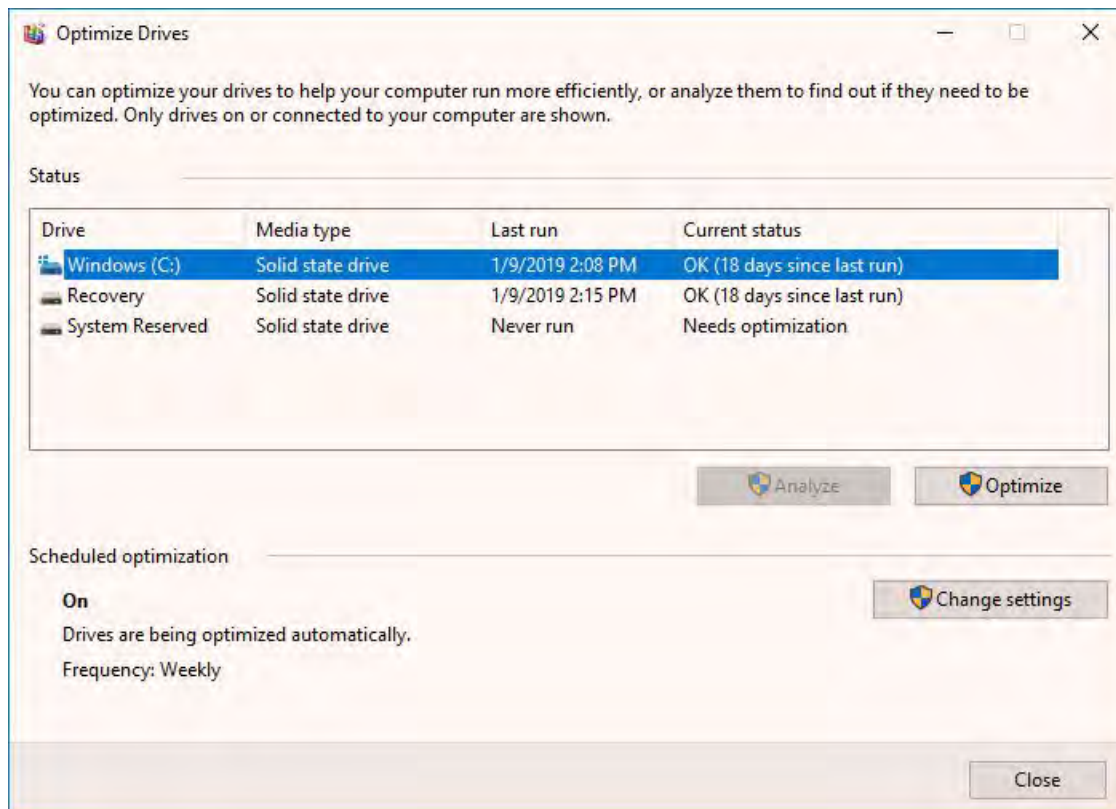 Optimize Drives
You can optimize your drives to help your computer run more efficiently, or analyze them to find out if they need to be
optimized. Only drives on or connected to your computer are shown.
Status
Drive Media type Last run Current status
Windows (C:) Solid state drive 1/9/2019 2:08 PM OK (18 days since last run)
Recovery Solid state drive 1/9/2019 2:15 PM OK (18 days since last run)
System Reserved Solid state drive Never run Needs optimization
Analyze Optimize
Scheduled optimization
On Change settings
Drives are being optimized automatically.
Frequency: Weekly
Close